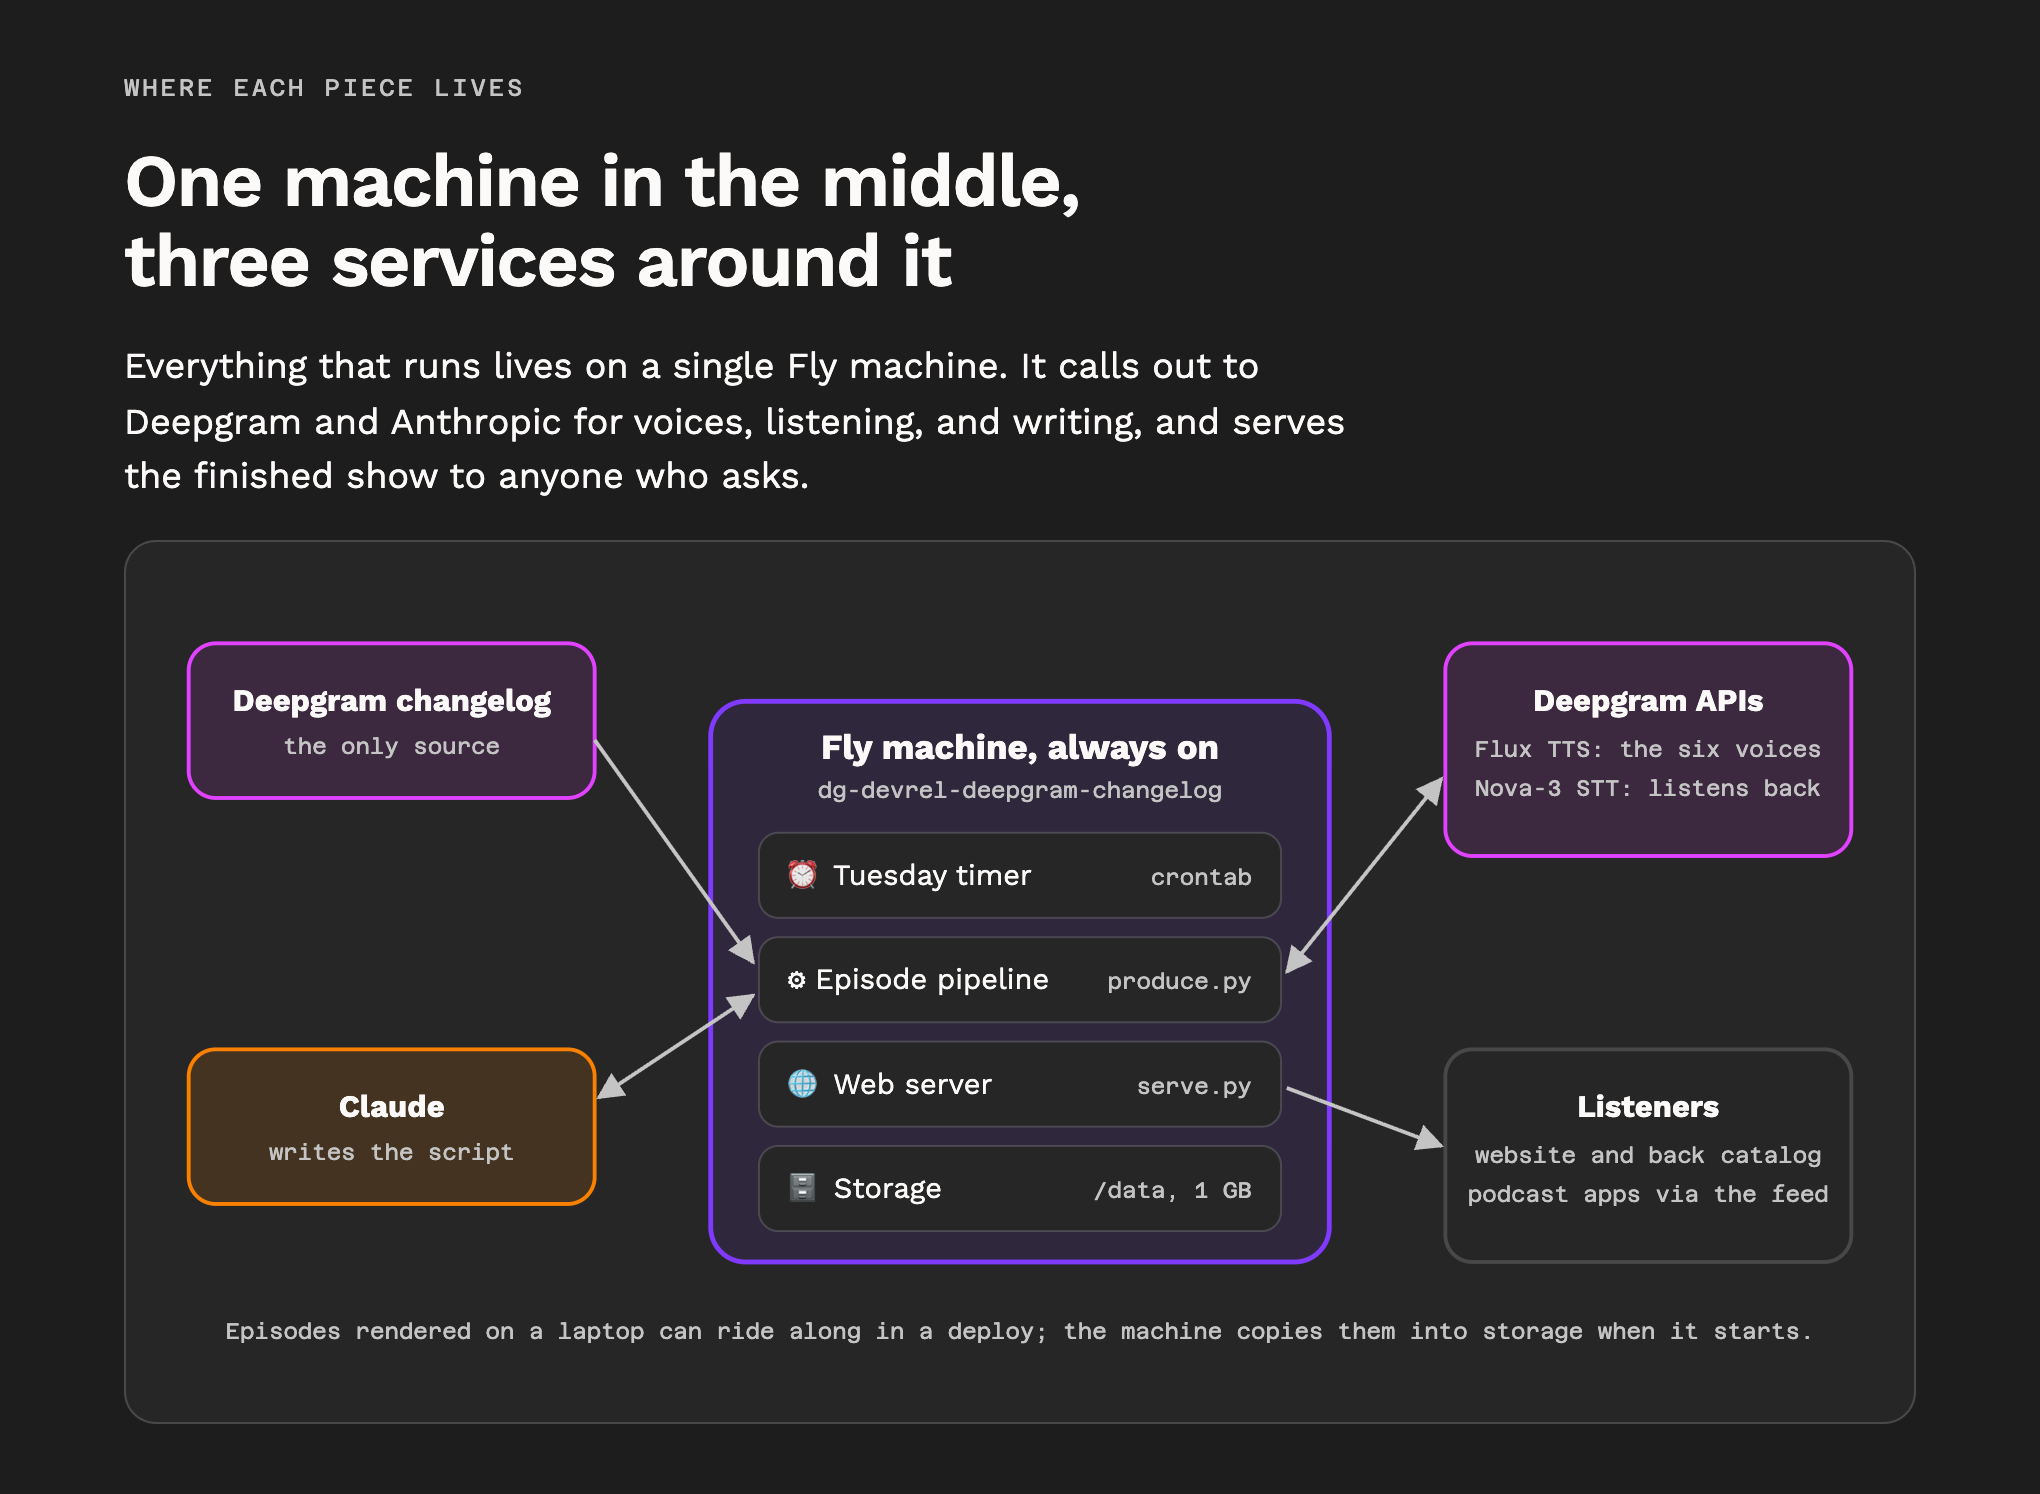 WHERE EACH PIECE LIVES
One machine in the middle,
three services around it
Everything that runs lives on a single Fly machine. It calls out to
Deepgram and Anthropic for voices, listening, and writing, and serves
the finished show to anyone who asks.
Deepgram changelog
the only source
Claude
writes the script
Fly machine, always on
dg-devrel-deepgram-changelog
Tuesday timer crontab
Episode pipeline produce.py
Web server serve.py
Storage /data, 1 GB
Deepgram APIs
Flux TTS: the six voices
Nova-3 STT: listens back
Listeners
website and back catalog
podcast apps via the feed
Episodes rendered on a laptop can ride along in a deploy; the machine copies them into storage when it starts.